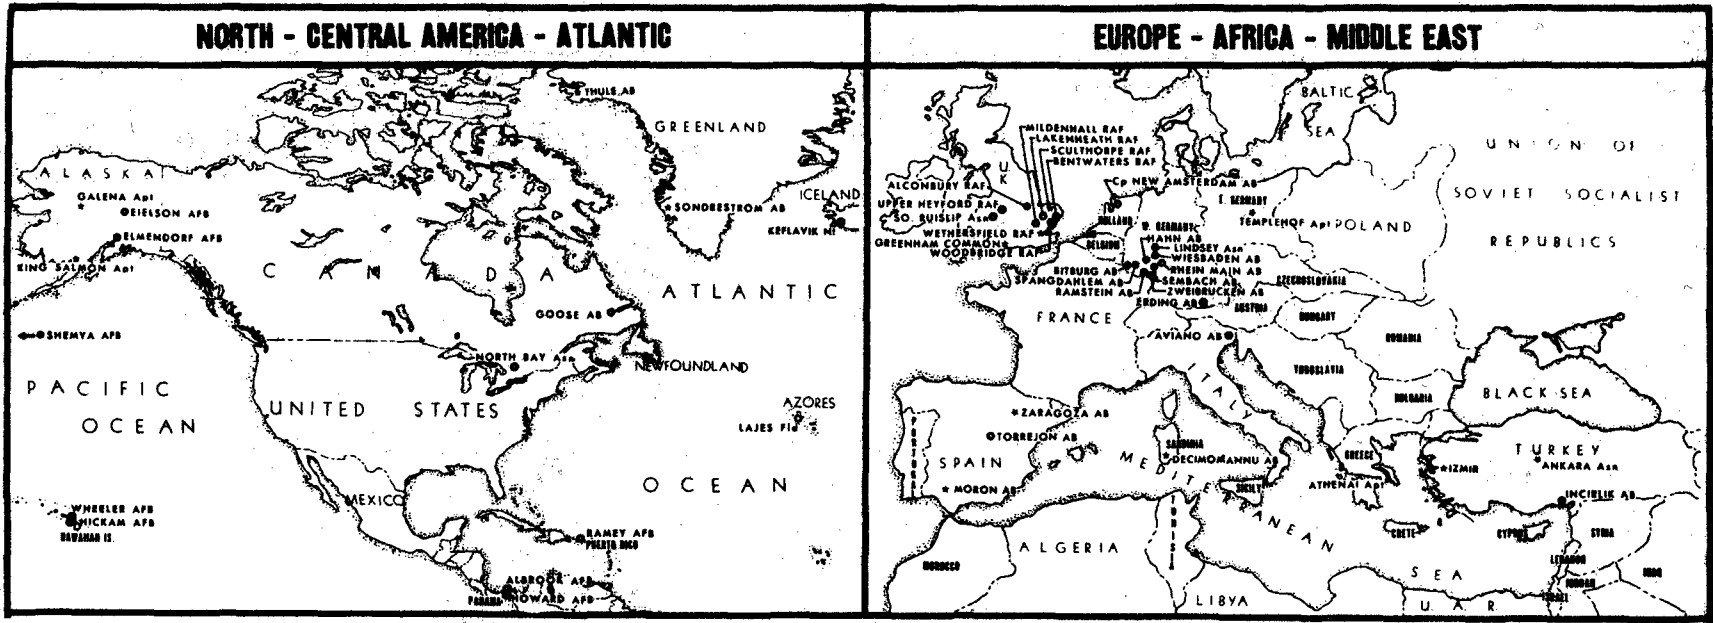 NORTH - CENTRAL AMERICA - ATLANTIC
THULE AB
GREENLAND
ALASKA
GALENA Apt
EIELSON AFB
ELMENDORF AFB
KING SALMON Apt
SONDRESTROM AB
ICELAND
KEFLAVIK
CANADA
ATLANTIC
GOOSE AB
SHEMYA AFB
NORTH BAY Asn
NEWFOUNDLAND
PACIFIC
OCEAN
UNITED STATES
AZORES
LAJES Fld
OCEAN
MEXICO
WHEELER AFB
HICKAM AFB
HAWAIIAN IS.
RAMEY AFB
PUERTO RICO
ALBROOK AFB
PANAMA
HOWARD AFB
EUROPE - AFRICA - MIDDLE EAST
BALTIC
SEA
MILDENHALL RAF
LAKENHEATH RAF
SCULTHORPE RAF
BENTWATERS RAF
UK
UNION OF
SOVIET SOCIALIST
REPUBLICS
ALCONBURY RAF
UPPER HEYFORD RAF
SO. RUISLIP Asn
WETHERSFIELD RAF
GREENHAM COMMON
WOODBRIDGE RAF
Cp NEW AMSTERDAM AB
HOLLAND
BELGIUM
E. GERMANY
TEMPLEHOF Apt
POLAND
W. GERMANY
HAHN AB
LINDSEY Asn
WIESBADEN AB
RHEIN MAIN AB
BITBURG AB
SPANGDAHLEM AB
SEMBACH AB
RAMSTEIN AB
ZWEIBRUCKEN AB
ERDING AB
CZECHOSLOVAKIA
AUSTRIA
HUNGARY
FRANCE
AVIANO AB
ROMANIA
YUGOSLAVIA
ITALY
BULGARIA
BLACK SEA
ZARAGOZA AB
TORREJON AB
PORTUGAL
SPAIN
MORON AB
SARDINIA
DECIMOMANNU AB
SICILY
GREECE
ATHENAI Apt
TURKEY
ANKARA Asn
IZMIR
INCIRLIK AB
MEDITERRANEAN
SEA
CRETE
CYPRUS
SYRIA
LEBANON
JORDAN
ISRAEL
IRAQ
MOROCCO
ALGERIA
TUNISIA
LIBYA
U A R